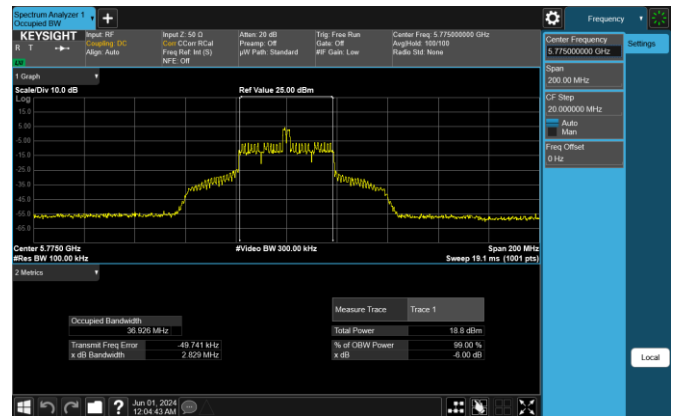 Spectrum Analyzer 1
Occupied BW
Frequency
KEYSIGHT
R T
Input: RF
Coupling: DC
Align: Auto
Input Z: 50 Ω
Corr CCorr RCal
Freq Ref: Int (S)
NFE: Off
Atten: 20 dB
Preamp: Off
µW Path: Standard
Trig: Free Run
Gate: Off
#IF Gain: Low
Center Freq: 5.775000000 GHz
Avg|Hold: 100/100
Radio Std: None
Center Frequency
5.775000000 GHz
Settings
Span
200.00 MHz
CF Step
20.000000 MHz
Auto
Man
Freq Offset
0 Hz
1 Graph
Scale/Div 10.0 dB
Ref Value 25.00 dBm
Log
15.0
5.00
-5.00
-15.0
-25.0
-35.0
-45.0
-55.0
-65.0
Center 5.7750 GHz
#Video BW 300.00 kHz
Span 200 MHz
#Res BW 100.00 kHz
Sweep 19.1 ms (1001 pts)
2 Metrics
Measure Trace
Trace 1
Occupied Bandwidth
36.926 MHz
Total Power
18.8 dBm
Transmit Freq Error
-49.741 kHz
% of OBW Power
99.00 %
x dB Bandwidth
2.829 MHz
x dB
-6.00 dB
Local
Jun 01, 2024
12:04:43 AM